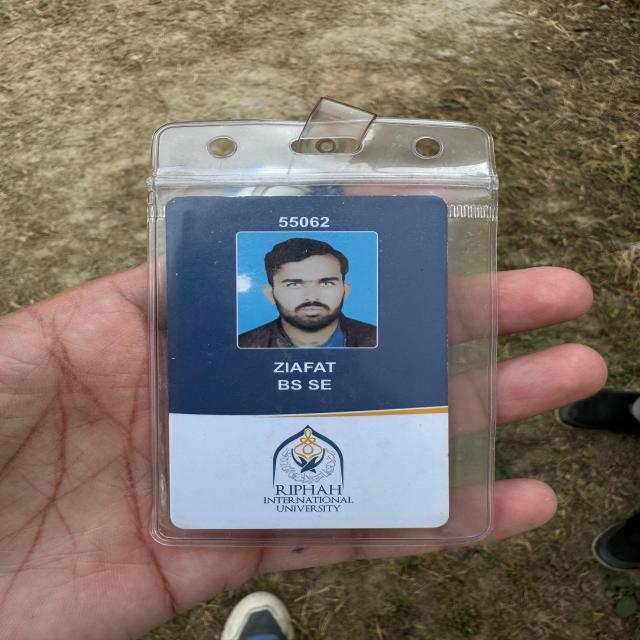 55062
ZIAFAT
BS SE
RIPHAH
INTERNATIONAL
UNIVERSITY